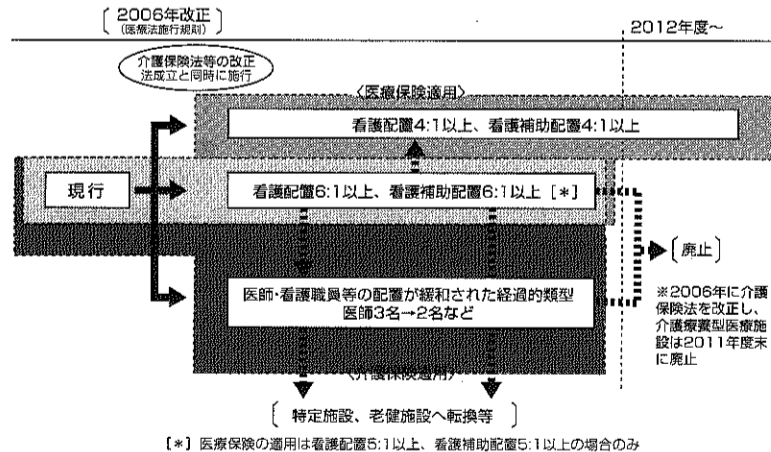 2006年改正
(医療法施行規則)
2012年度～
介護保険法等の改正
法成立と同時に施行
〈医療保険適用〉
看護配置4:1以上、看護補助配置4:1以上
現行
看護配置6:1以上、看護補助配置6:1以上 [*]
廃止
医師・看護職員等の配置が緩和された経過的類型
医師3名→2名など
※2006年に介護
保険法を改正し、
介護療養型医療施
設は2011年度末
に廃止
〈介護保険適用〉
特定施設、老健施設へ転換等
[*] 医療保険の適用は看護配置5:1以上、看護補助配置5:1以上の場合のみ